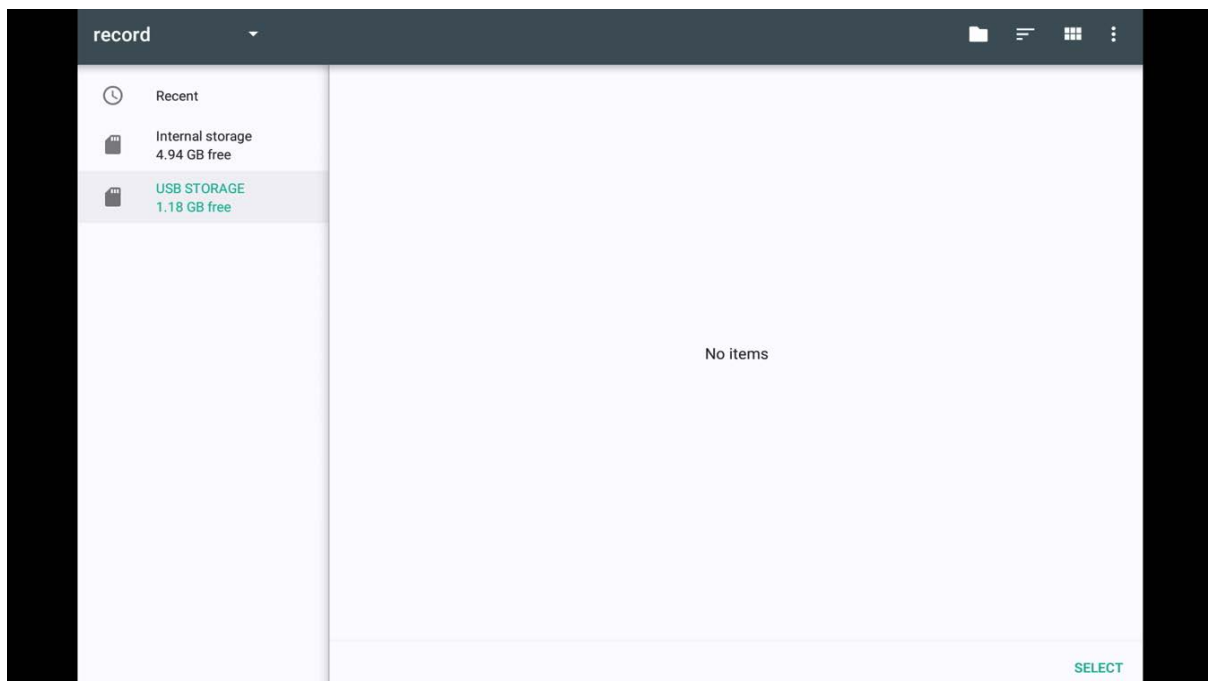 record
Recent
Internal storage
4.94 GB free
USB STORAGE
1.18 GB free
No items
SELECT